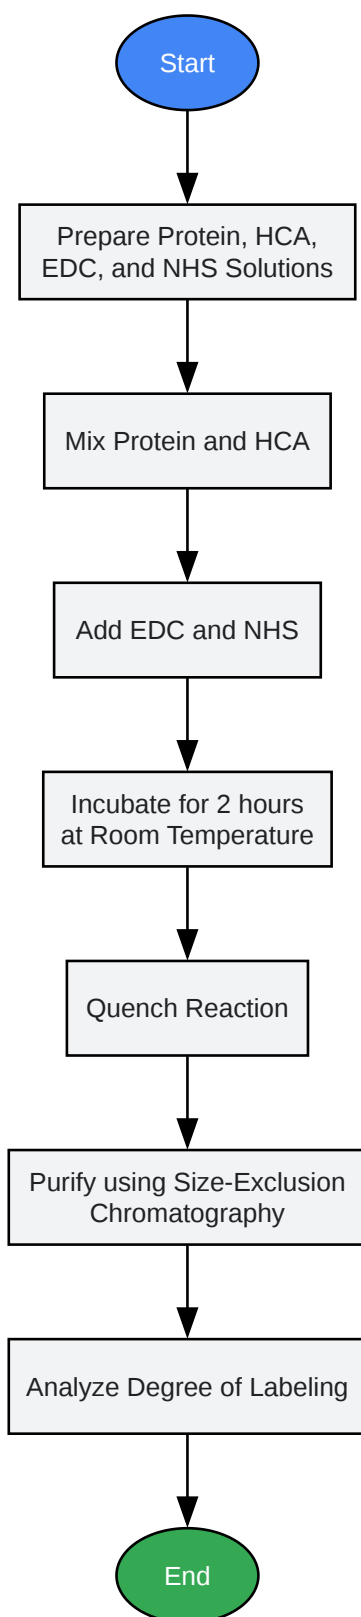 Start
Prepare Protein, HCA,
EDC, and NHS Solutions
Mix Protein and HCA
Add EDC and NHS
Incubate for 2 hours
at Room Temperature
Quench Reaction
Purify using Size-Exclusion
Chromatography
Analyze Degree of Labeling
End